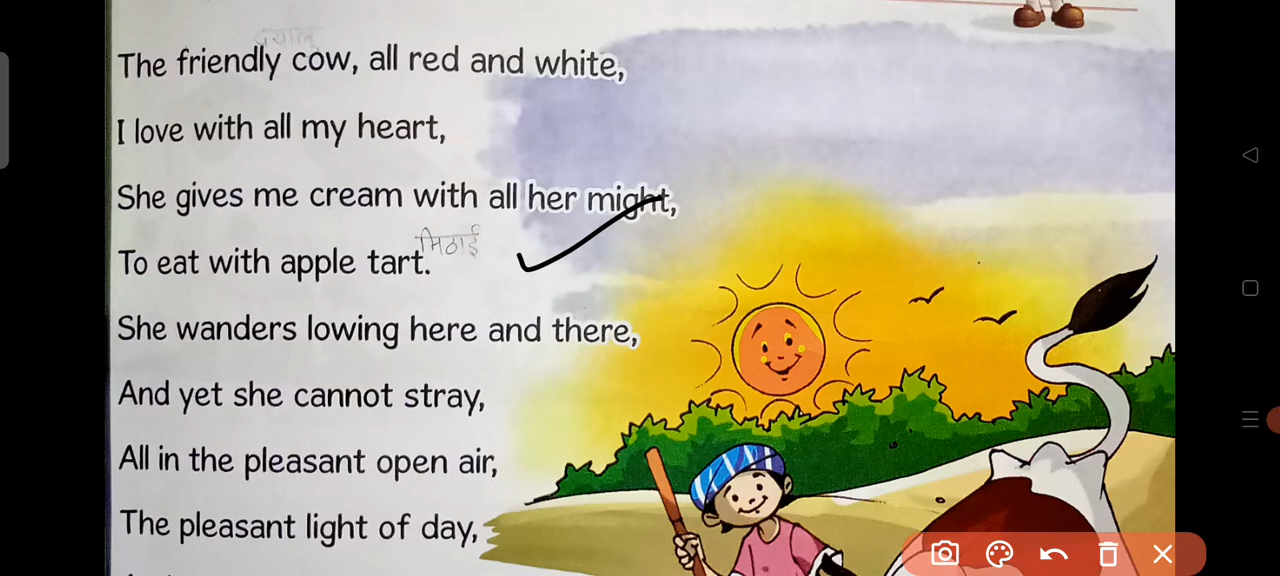 दयालु
The friendly cow, all red and white,
I love with all my heart,
She gives me cream with all her might,
मिठाई
To eat with apple tart.
She wanders lowing here and there,
And yet she cannot stray,
All in the pleasant open air,
The pleasant light of day,